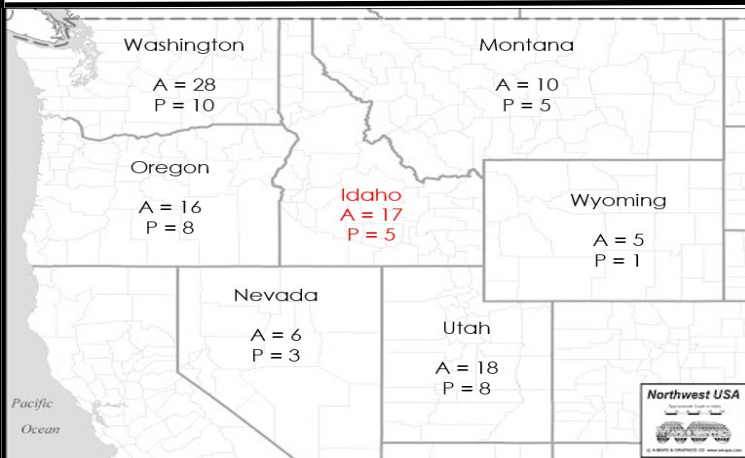 Washington
A = 28
P = 10
Montana
A = 10
P = 5
Oregon
A = 16
P = 8
Idaho
A = 17
P = 5
Wyoming
A = 5
P = 1
Nevada
A = 6
P = 3
Utah
A = 18
P = 8
Pacific
Ocean
Northwest USA